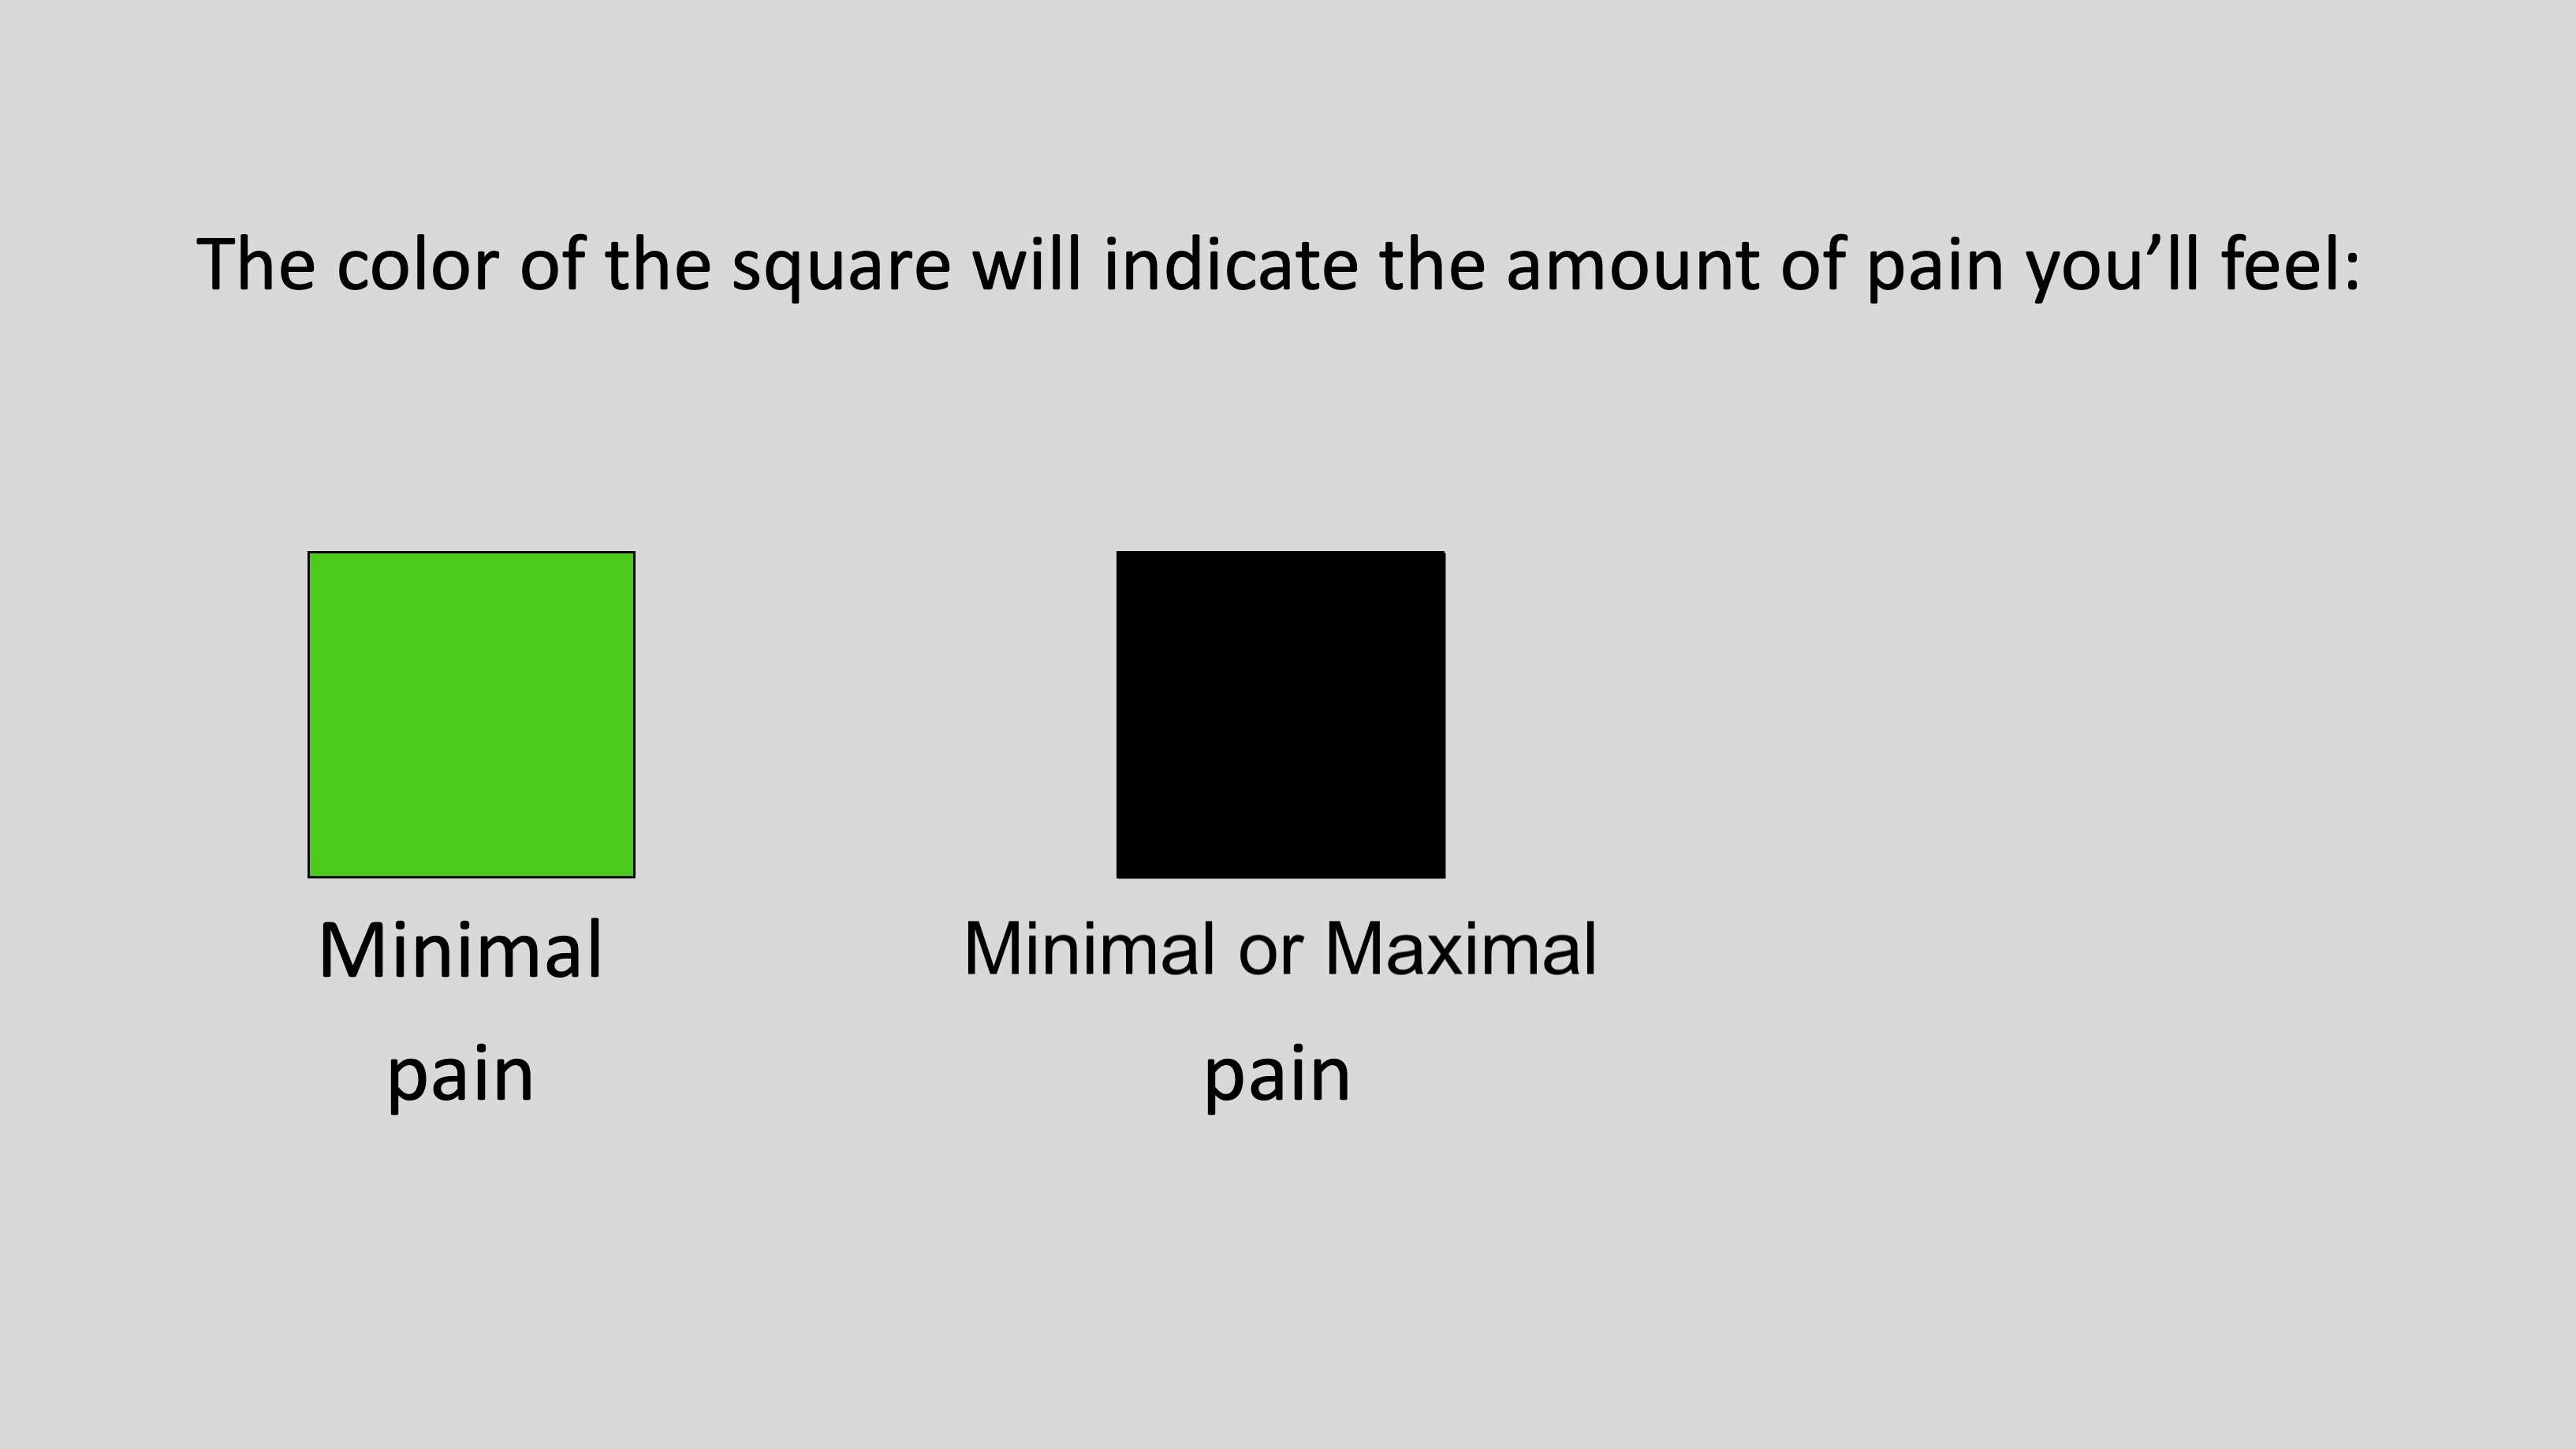 The color of the square will indicate the amount of pain you’ll feel:
Minimal
pain
Minimal or Maximal
pain